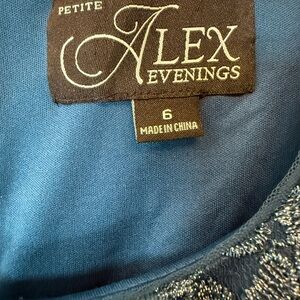 PETITE
ALEX
EVENINGS
6
MADE IN CHINA